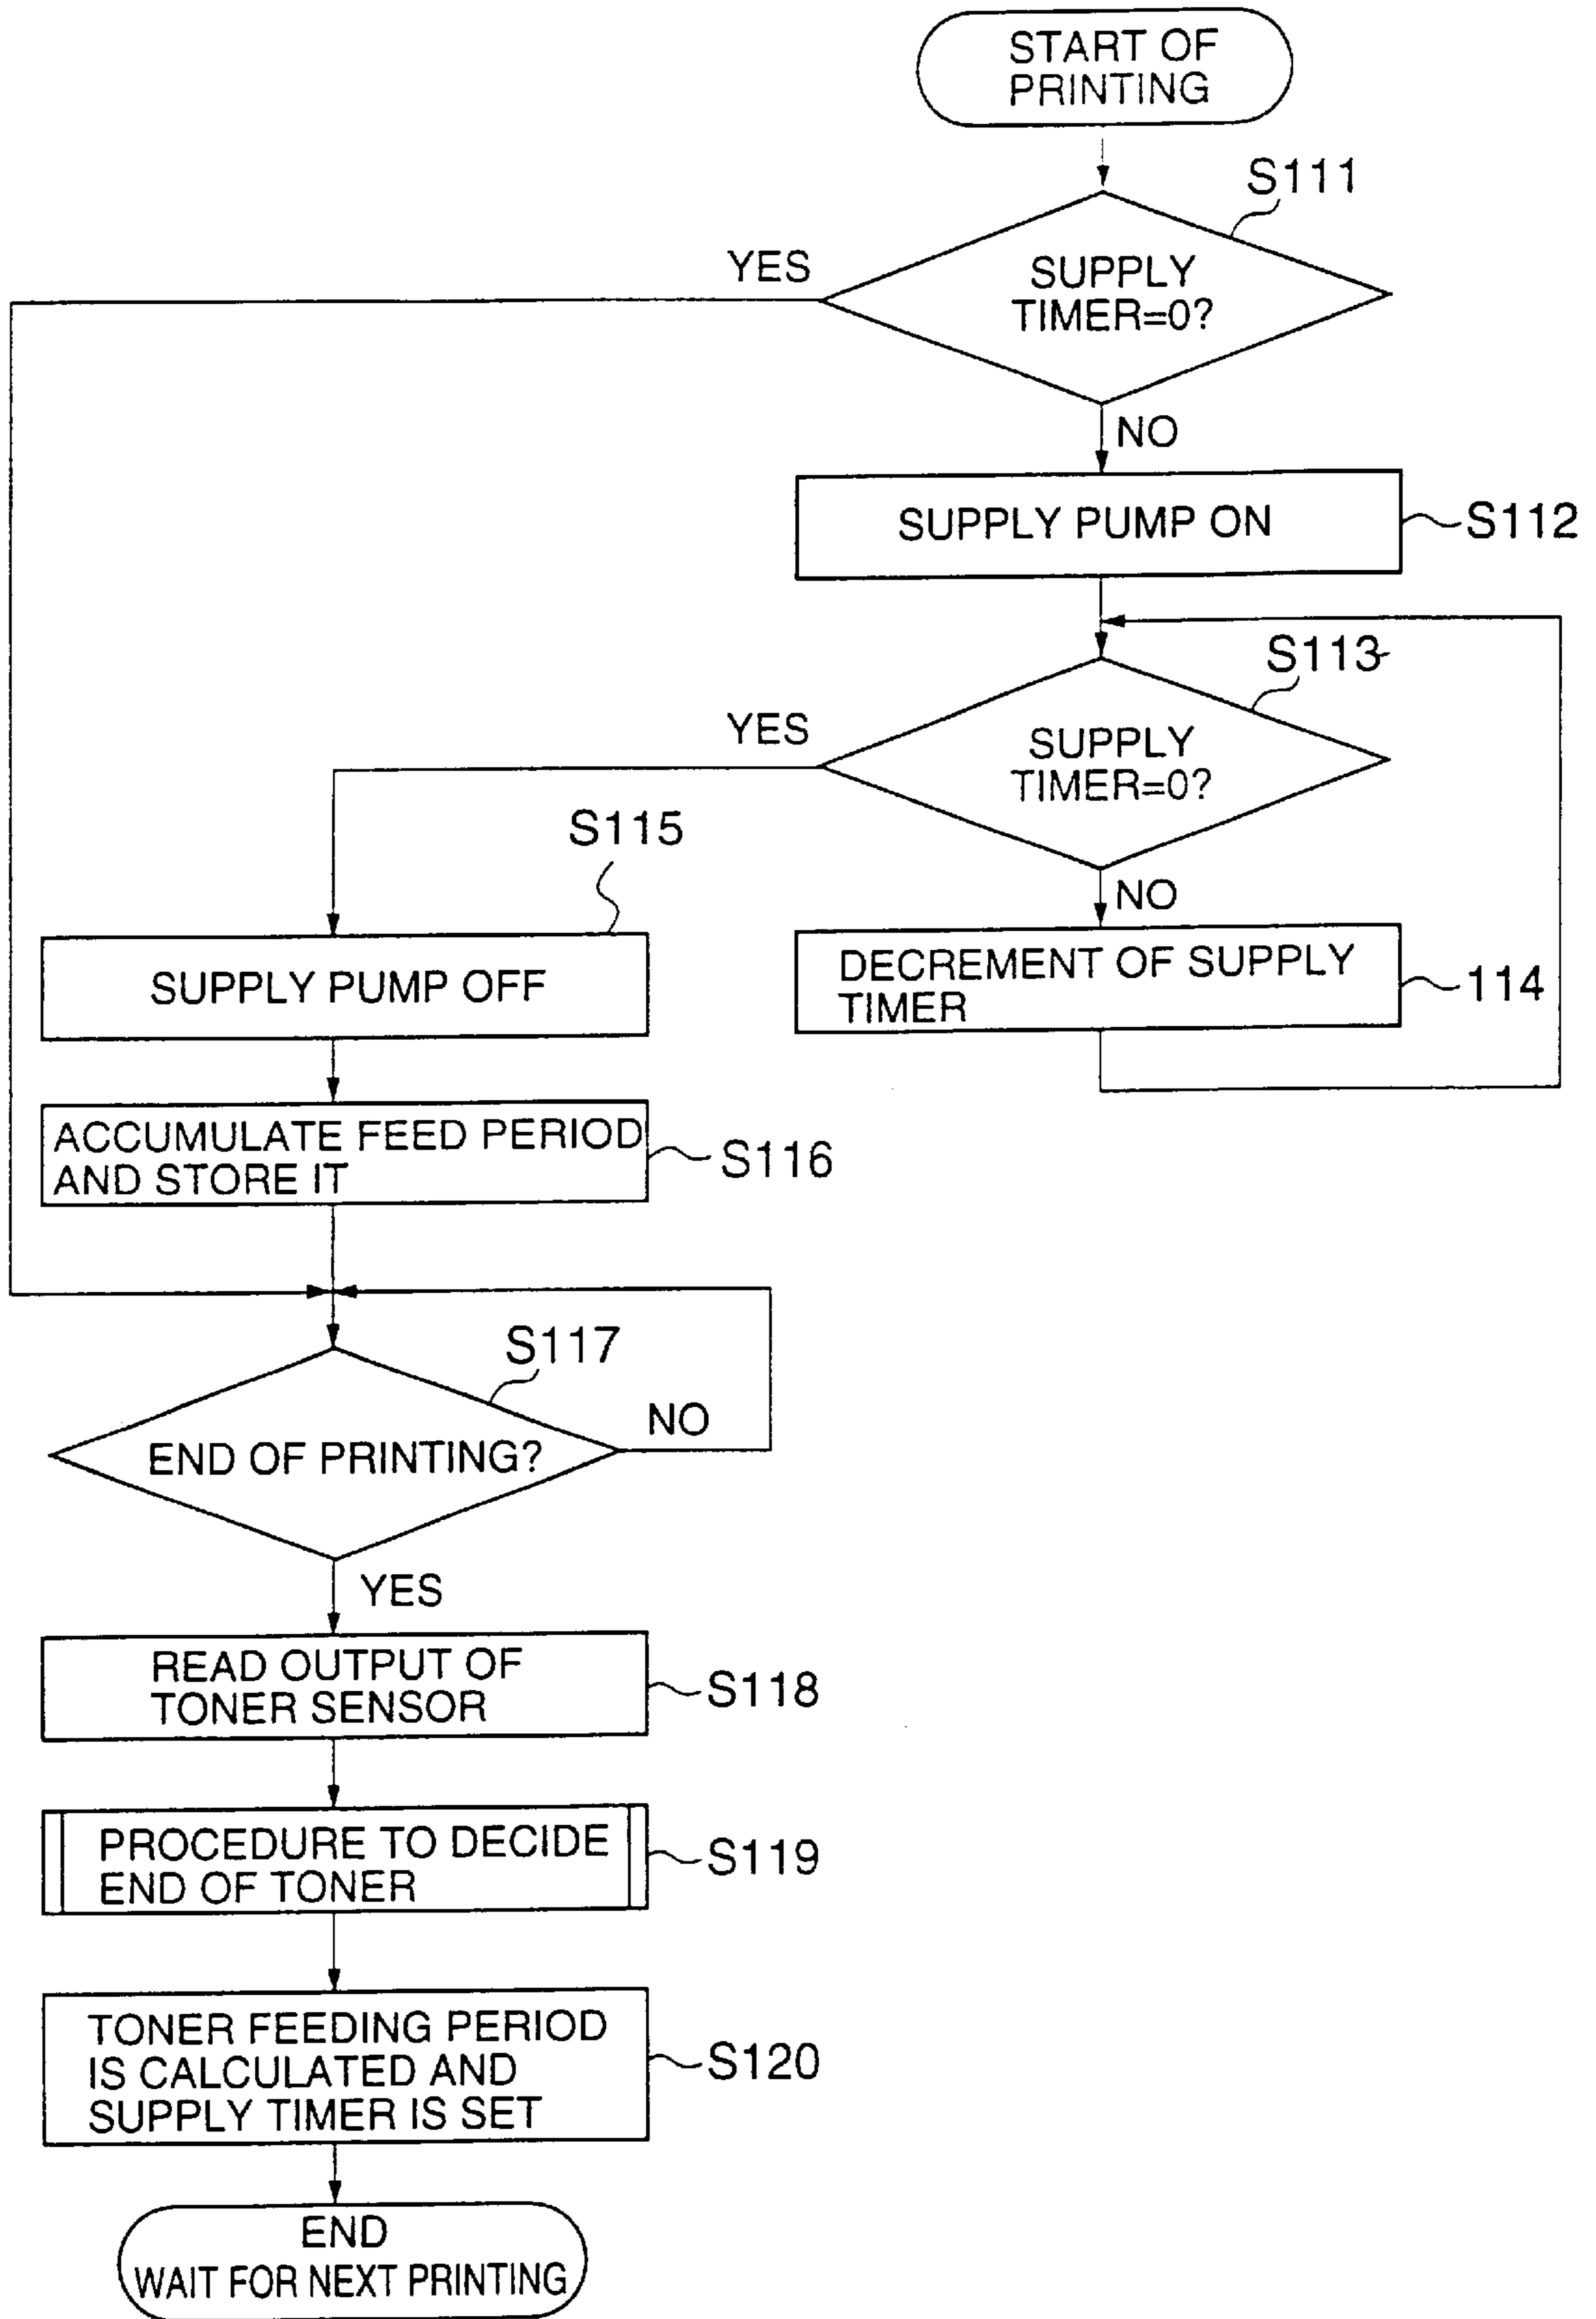 START OF
PRINTING
S111
YES
SUPPLY
TIMER=0?
NO
SUPPLY PUMP ON
S112
S113
YES
SUPPLY
TIMER=0?
S115
NO
SUPPLY PUMP OFF
DECREMENT OF SUPPLY
TIMER
114
ACCUMULATE FEED PERIOD
AND STORE IT
S116
S117
NO
END OF PRINTING?
YES
READ OUTPUT OF
TONER SENSOR
S118
PROCEDURE TO DECIDE
END OF TONER
S119
TONER FEEDING PERIOD
IS CALCULATED AND
SUPPLY TIMER IS SET
S120
END
WAIT FOR NEXT PRINTING